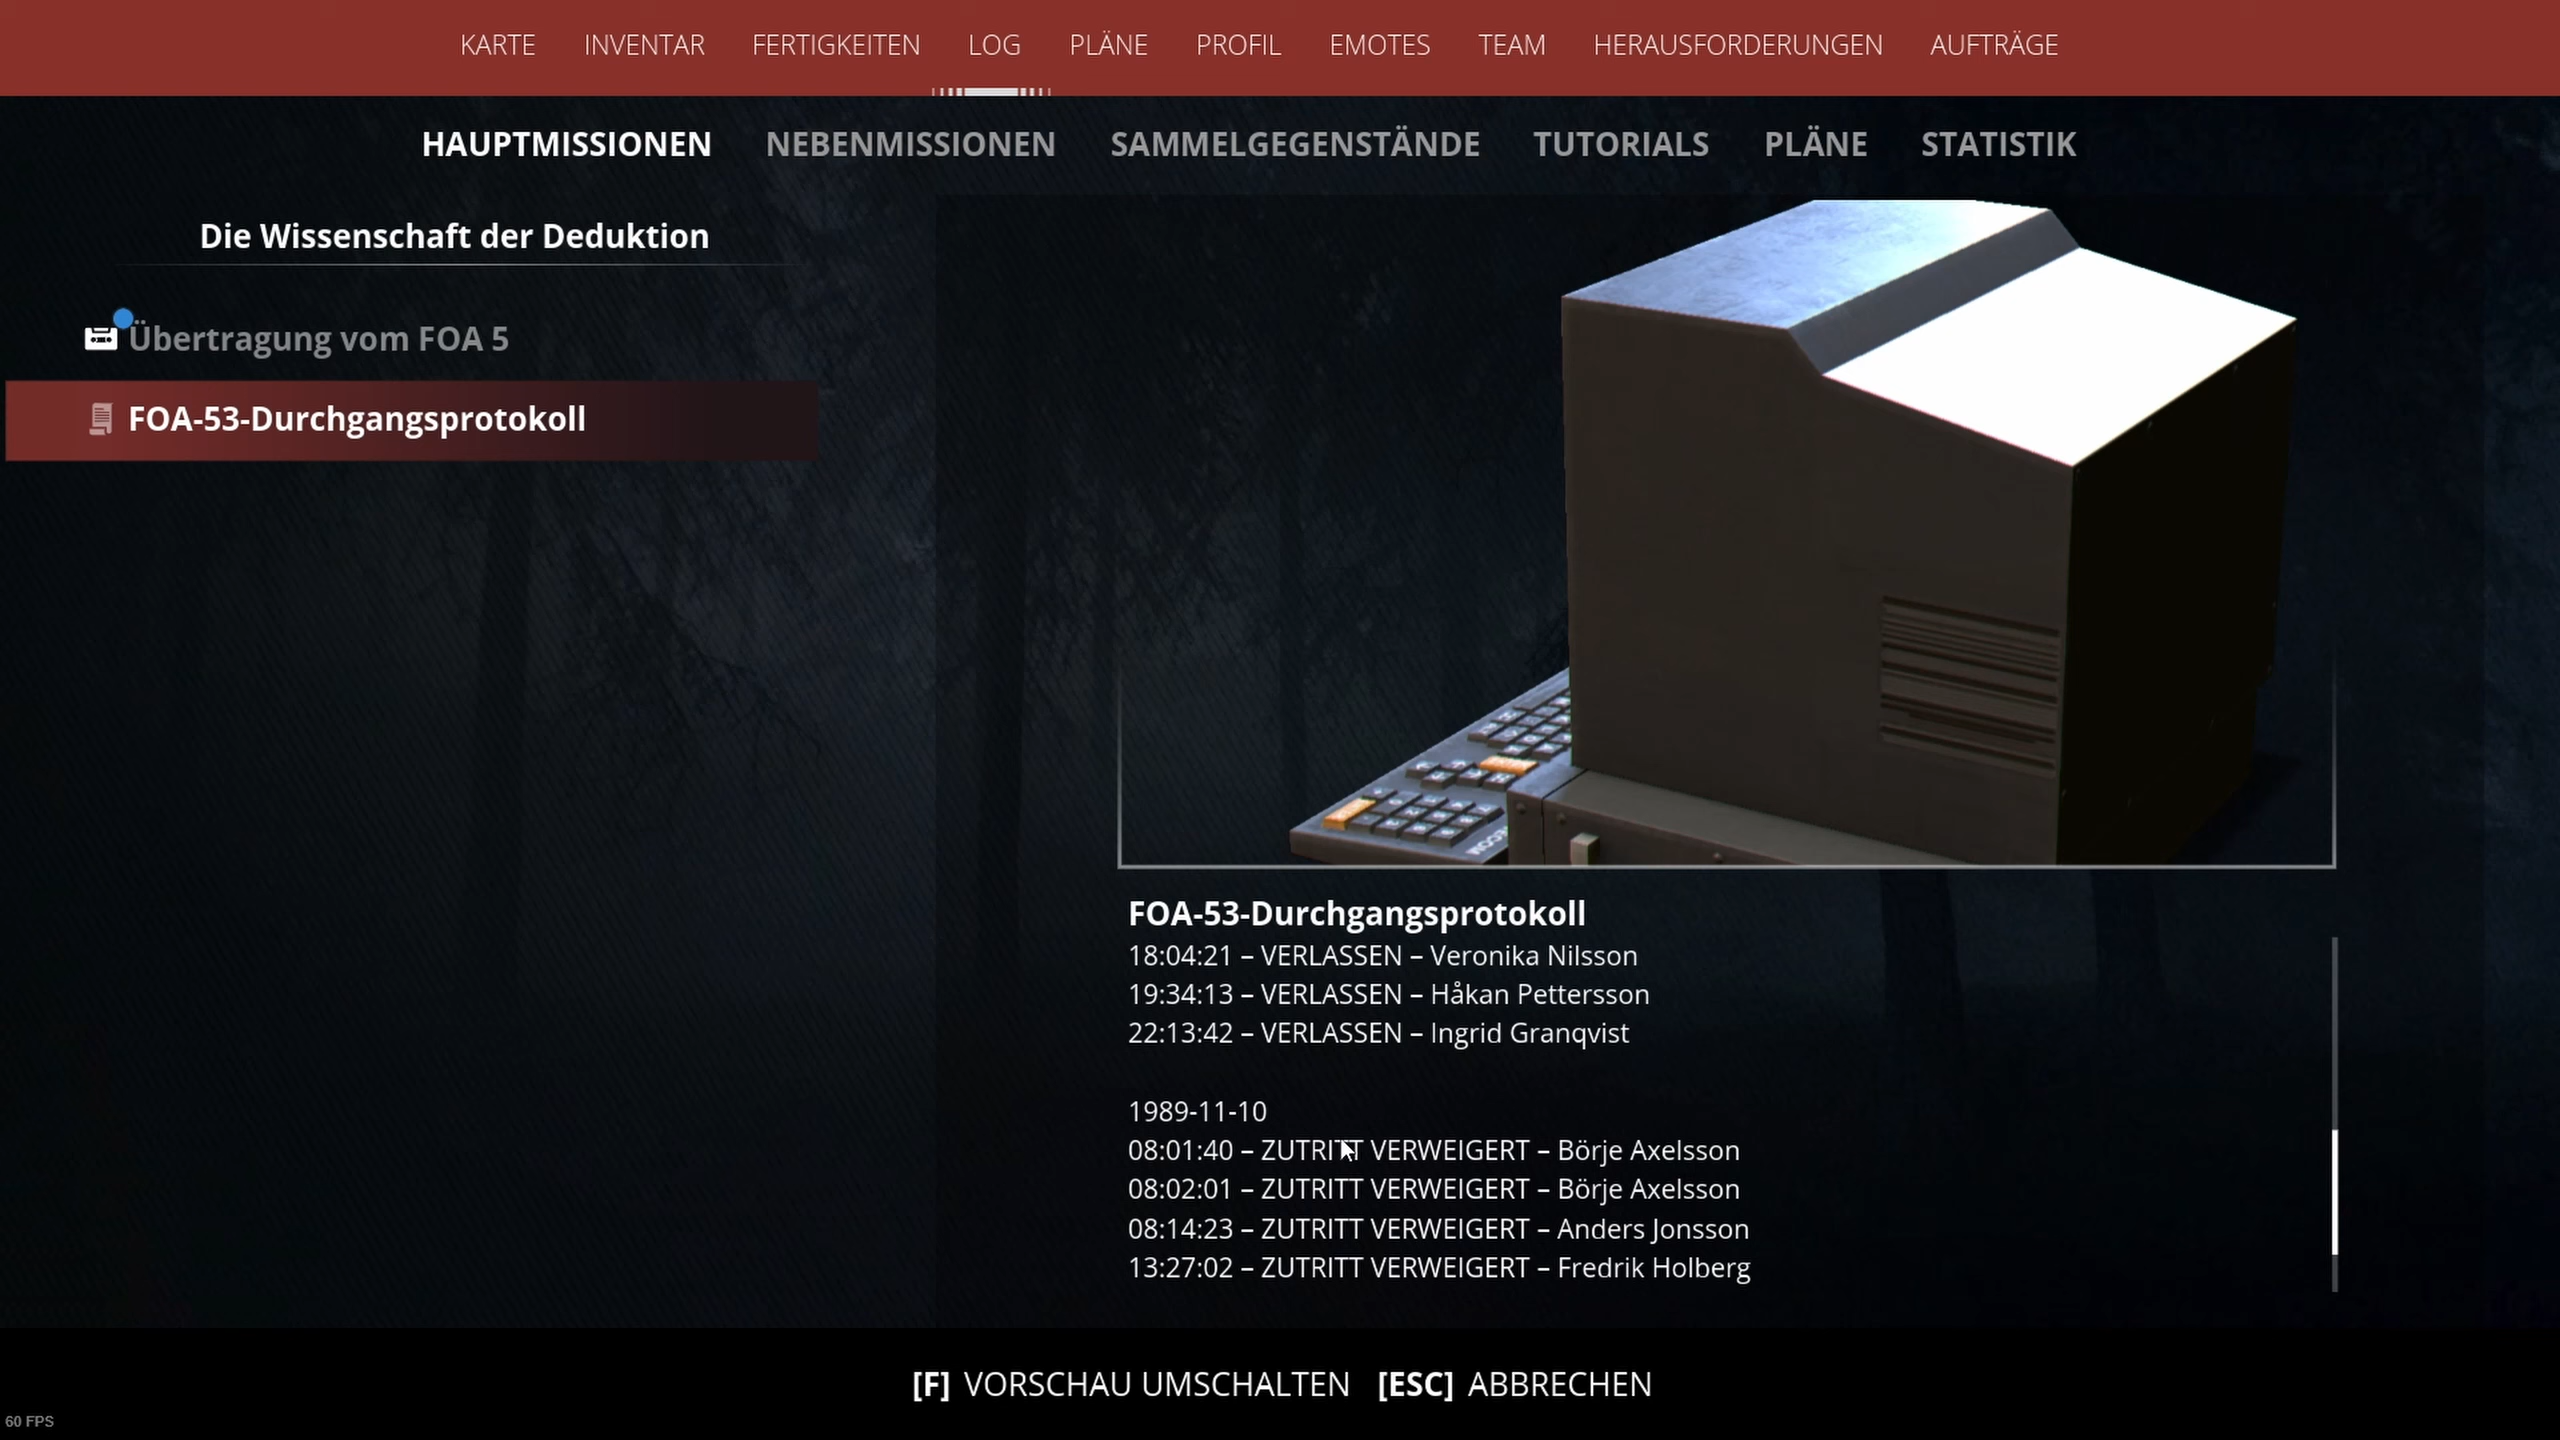 KARTE INVENTAR FERTIGKEITEN LOG PLÄNE PROFIL EMOTES TEAM HERAUSFORDERUNGEN AUFTRÄGE
HAUPTMISSIONEN NEBENMISSIONEN SAMMELGEGENSTÄNDE TUTORIALS PLÄNE STATISTIK
Die Wissenschaft der Deduktion
Übertragung vom FOA 5
FOA-53-Durchgangsprotokoll
FOA-53-Durchgangsprotokoll
18:04:21 – VERLASSEN – Veronika Nilsson
19:34:13 – VERLASSEN – Håkan Pettersson
22:13:42 – VERLASSEN – Ingrid Granqvist
1989-11-10
08:01:40 – ZUTRITT VERWEIGERT – Börje Axelsson
08:02:01 – ZUTRITT VERWEIGERT – Börje Axelsson
08:14:23 – ZUTRITT VERWEIGERT – Anders Jonsson
13:27:02 – ZUTRITT VERWEIGERT – Fredrik Holberg
[F] VORSCHAU UMSCHALTEN [ESC] ABBRECHEN
60 FPS